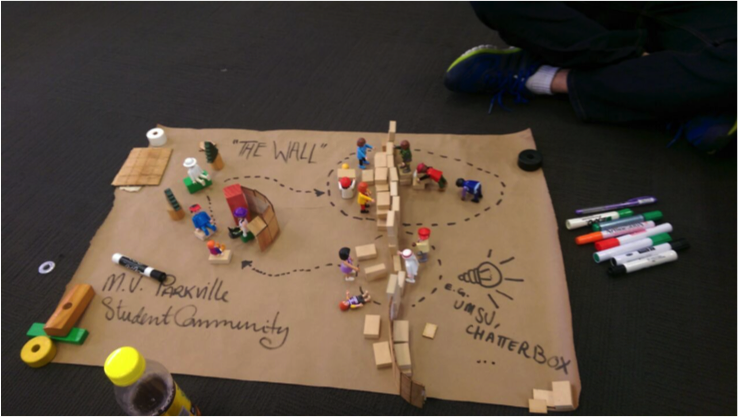 "THE WALL"
M.U. PARKVILLE
Student Community
e.g.
UMSU,
CHATTERBOX
...